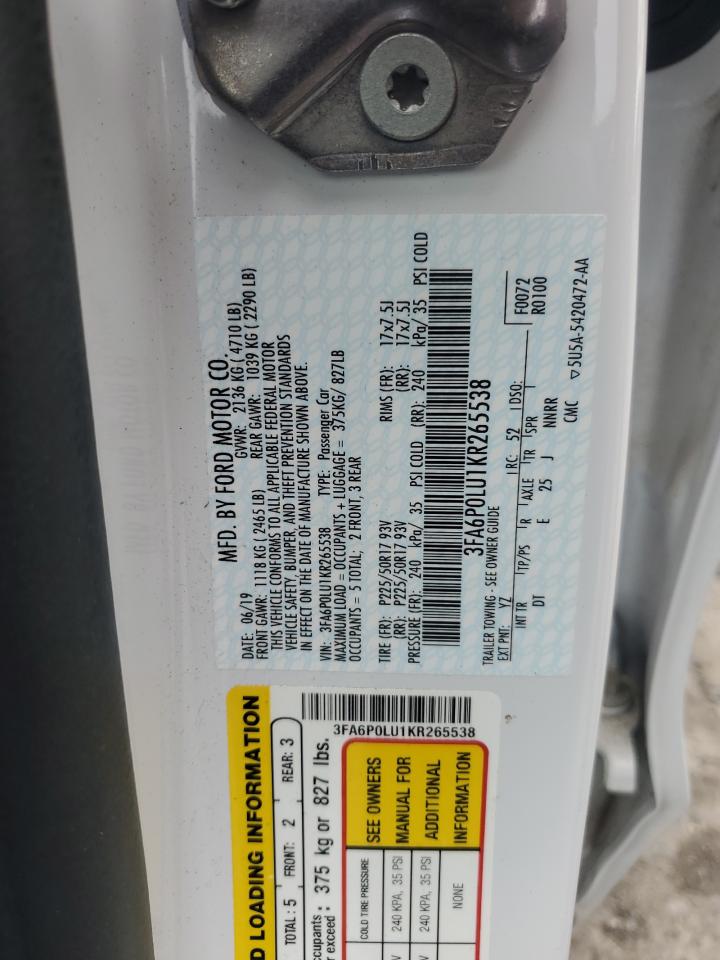 MFD. BY FORD MOTOR CO.
DATE: 06/19 GVWR: 2136 KG ( 4710 LB)
FRONT GAWR: 1118 KG ( 2465 LB) REAR GAWR: 1039 KG ( 2290 LB)
THIS VEHICLE CONFORMS TO ALL APPLICABLE FEDERAL MOTOR
VEHICLE SAFETY, BUMPER, AND THEFT PREVENTION STANDARDS
IN EFFECT ON THE DATE OF MANUFACTURE SHOWN ABOVE.
VIN: 3FA6P0LU1KR265538 TYPE: Passenger Car
MAXIMUM LOAD = OCCUPANTS + LUGGAGE = 375KG/ 827LB
OCCUPANTS = 5 TOTAL; 2 FRONT, 3 REAR
TIRE (FR): P225/50R17 93V RIMS (FR): 17x7.5J
(RR): P225/50R17 93V (RR): 17x7.5J
PRESSURE (FR): 240 kPa/ 35 PSI COLD (RR): 240 kPa/ 35 PSI COLD
3FA6P0LU1KR265538
TRAILER TOWING - SEE OWNER GUIDE
EXT PNT: YZ RC: 52 DSO: F0072
INT TR TP/PS R AXLE TR SPR R0100
DT E 25 J NNRR
CMC ▽5U5A-5420472-AA
D LOADING INFORMATION
TOTAL : 5 FRONT: 2 REAR: 3
ccupants
r exceed : 375 kg or 827 lbs.
3FA6P0LU1KR265538
COLD TIRE PRESSURE
240 KPA, 35 PSI
240 KPA, 35 PSI
NONE
SEE OWNERS
MANUAL FOR
ADDITIONAL
INFORMATION
V
V